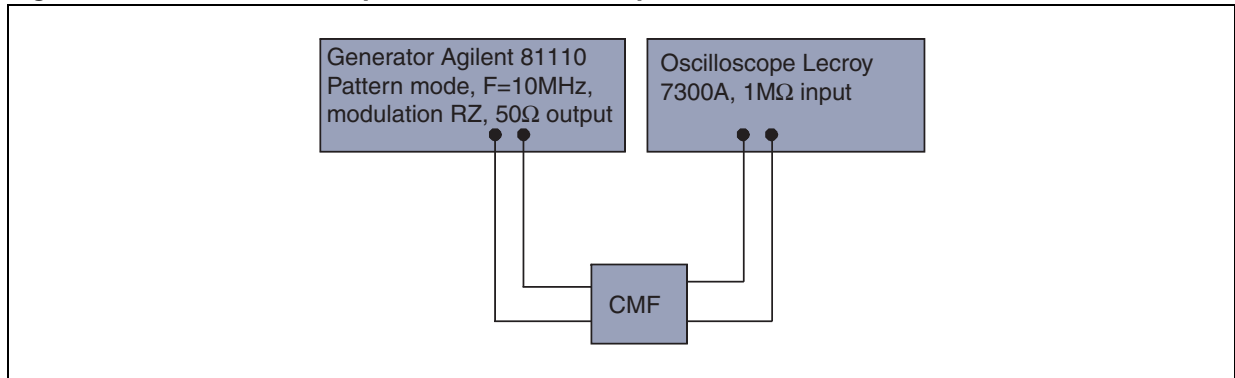 Generator Agilent 81110
Pattern mode, F=10MHz,
modulation RZ, 50Ω output
Oscilloscope Lecroy
7300A, 1MΩ input
CMF